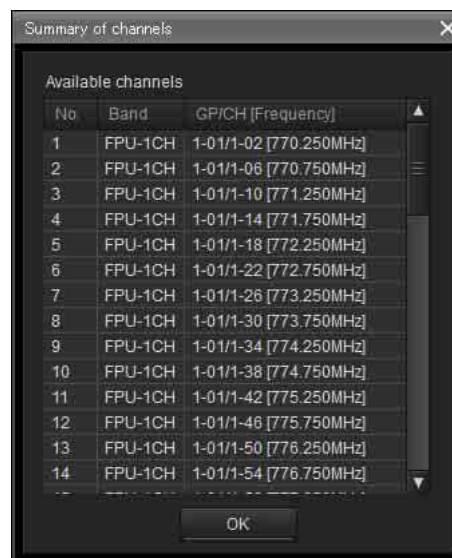 Summary of channels
Available channels
No Band GP/CH [Frequency]
1 FPU-1CH 1-01/1-02 [770.250MHz]
2 FPU-1CH 1-01/1-06 [770.750MHz]
3 FPU-1CH 1-01/1-10 [771.250MHz]
4 FPU-1CH 1-01/1-14 [771.750MHz]
5 FPU-1CH 1-01/1-18 [772.250MHz]
6 FPU-1CH 1-01/1-22 [772.750MHz]
7 FPU-1CH 1-01/1-26 [773.250MHz]
8 FPU-1CH 1-01/1-30 [773.750MHz]
9 FPU-1CH 1-01/1-34 [774.250MHz]
10 FPU-1CH 1-01/1-38 [774.750MHz]
11 FPU-1CH 1-01/1-42 [775.250MHz]
12 FPU-1CH 1-01/1-46 [775.750MHz]
13 FPU-1CH 1-01/1-50 [776.250MHz]
14 FPU-1CH 1-01/1-54 [776.750MHz]
OK